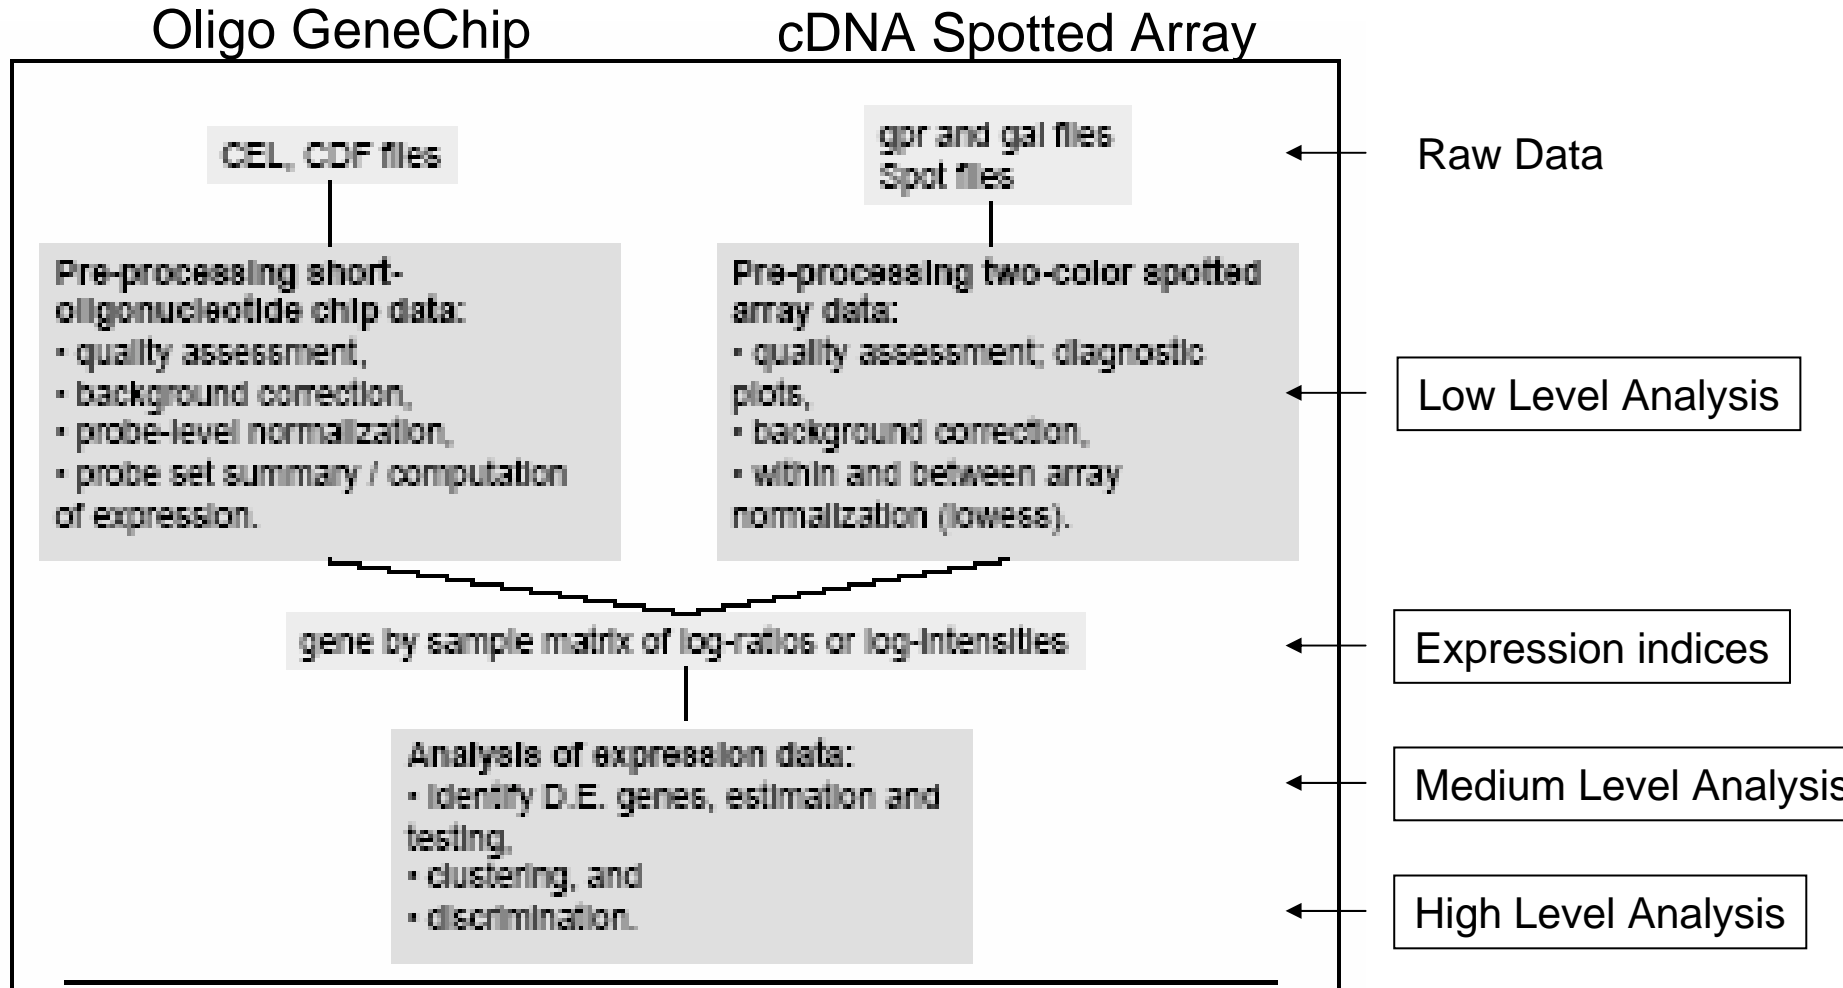 Oligo GeneChip
cDNA Spotted Array
CEL, CDF files
gpr and gal files
Spot files
Raw Data
Pre-processing short-
oligonucleotide chip data:
• quality assessment,
• background correction,
• probe-level normalization,
• probe set summary / computation
of expression.
Pre-processing two-color spotted
array data:
• quality assessment; diagnostic
plots,
• background correction,
• within and between array
normalization (lowess).
Low Level Analysis
gene by sample matrix of log-ratios or log-intensities
Expression indices
Analysis of expression data:
• Identify D.E. genes, estimation and
testing,
• clustering, and
• discrimination.
Medium Level Analysis
High Level Analysis